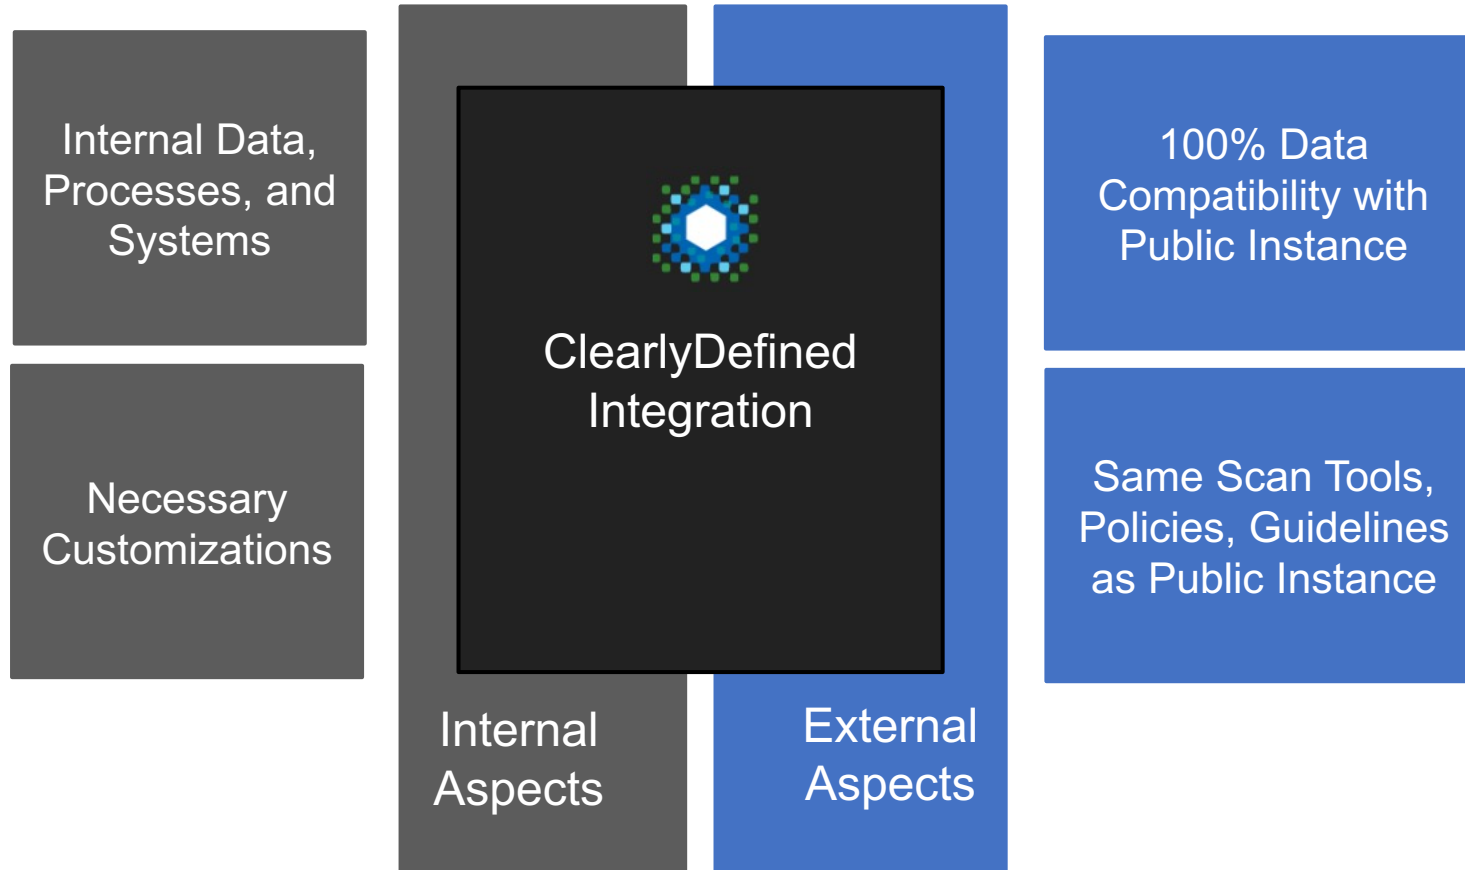 Internal Data,
Processes, and
Systems
Necessary
Customizations
ClearlyDefined
Integration
Internal
Aspects
External
Aspects
100% Data
Compatibility with
Public Instance
Same Scan Tools,
Policies, Guidelines
as Public Instance